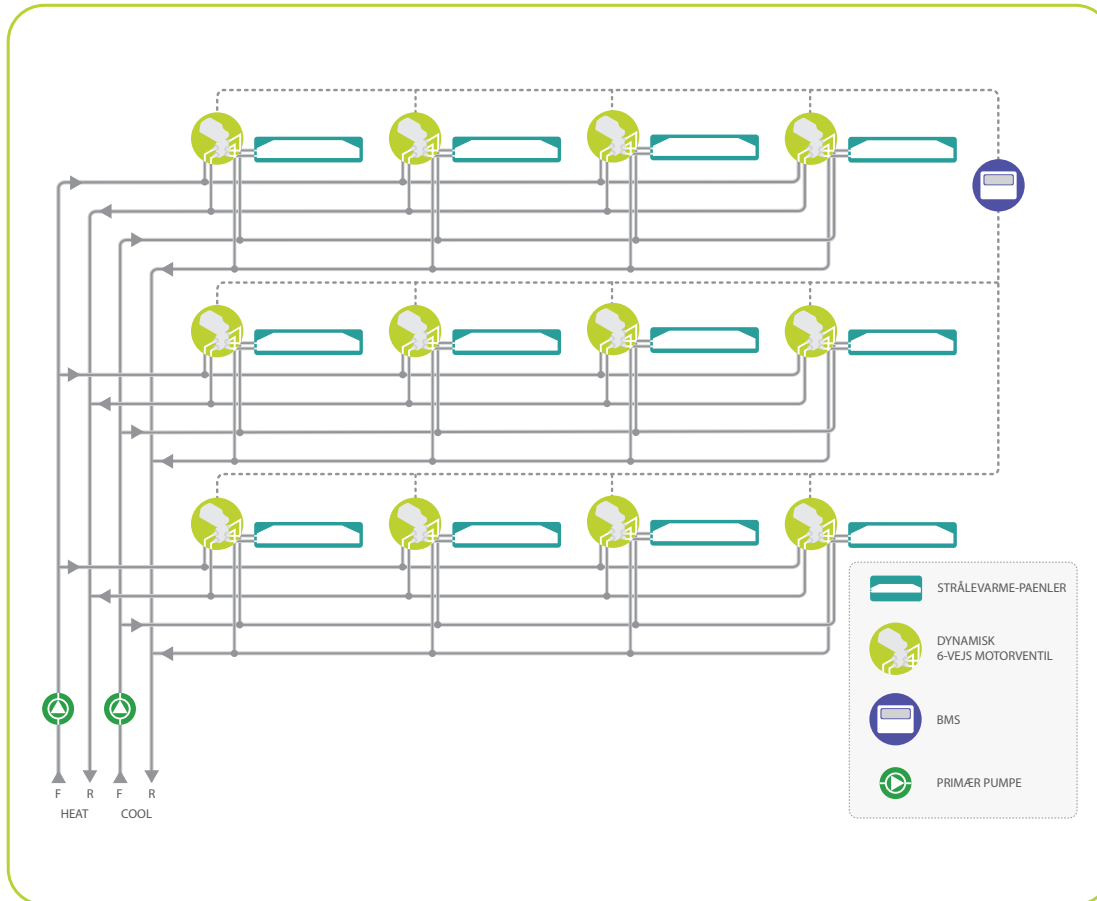 STRÅLEVARME-PAENLER
DYNAMISK
6-VEJS MOTORVENTIL
BMS
PRIMÆR PUMPE
F R F R
HEAT COOL